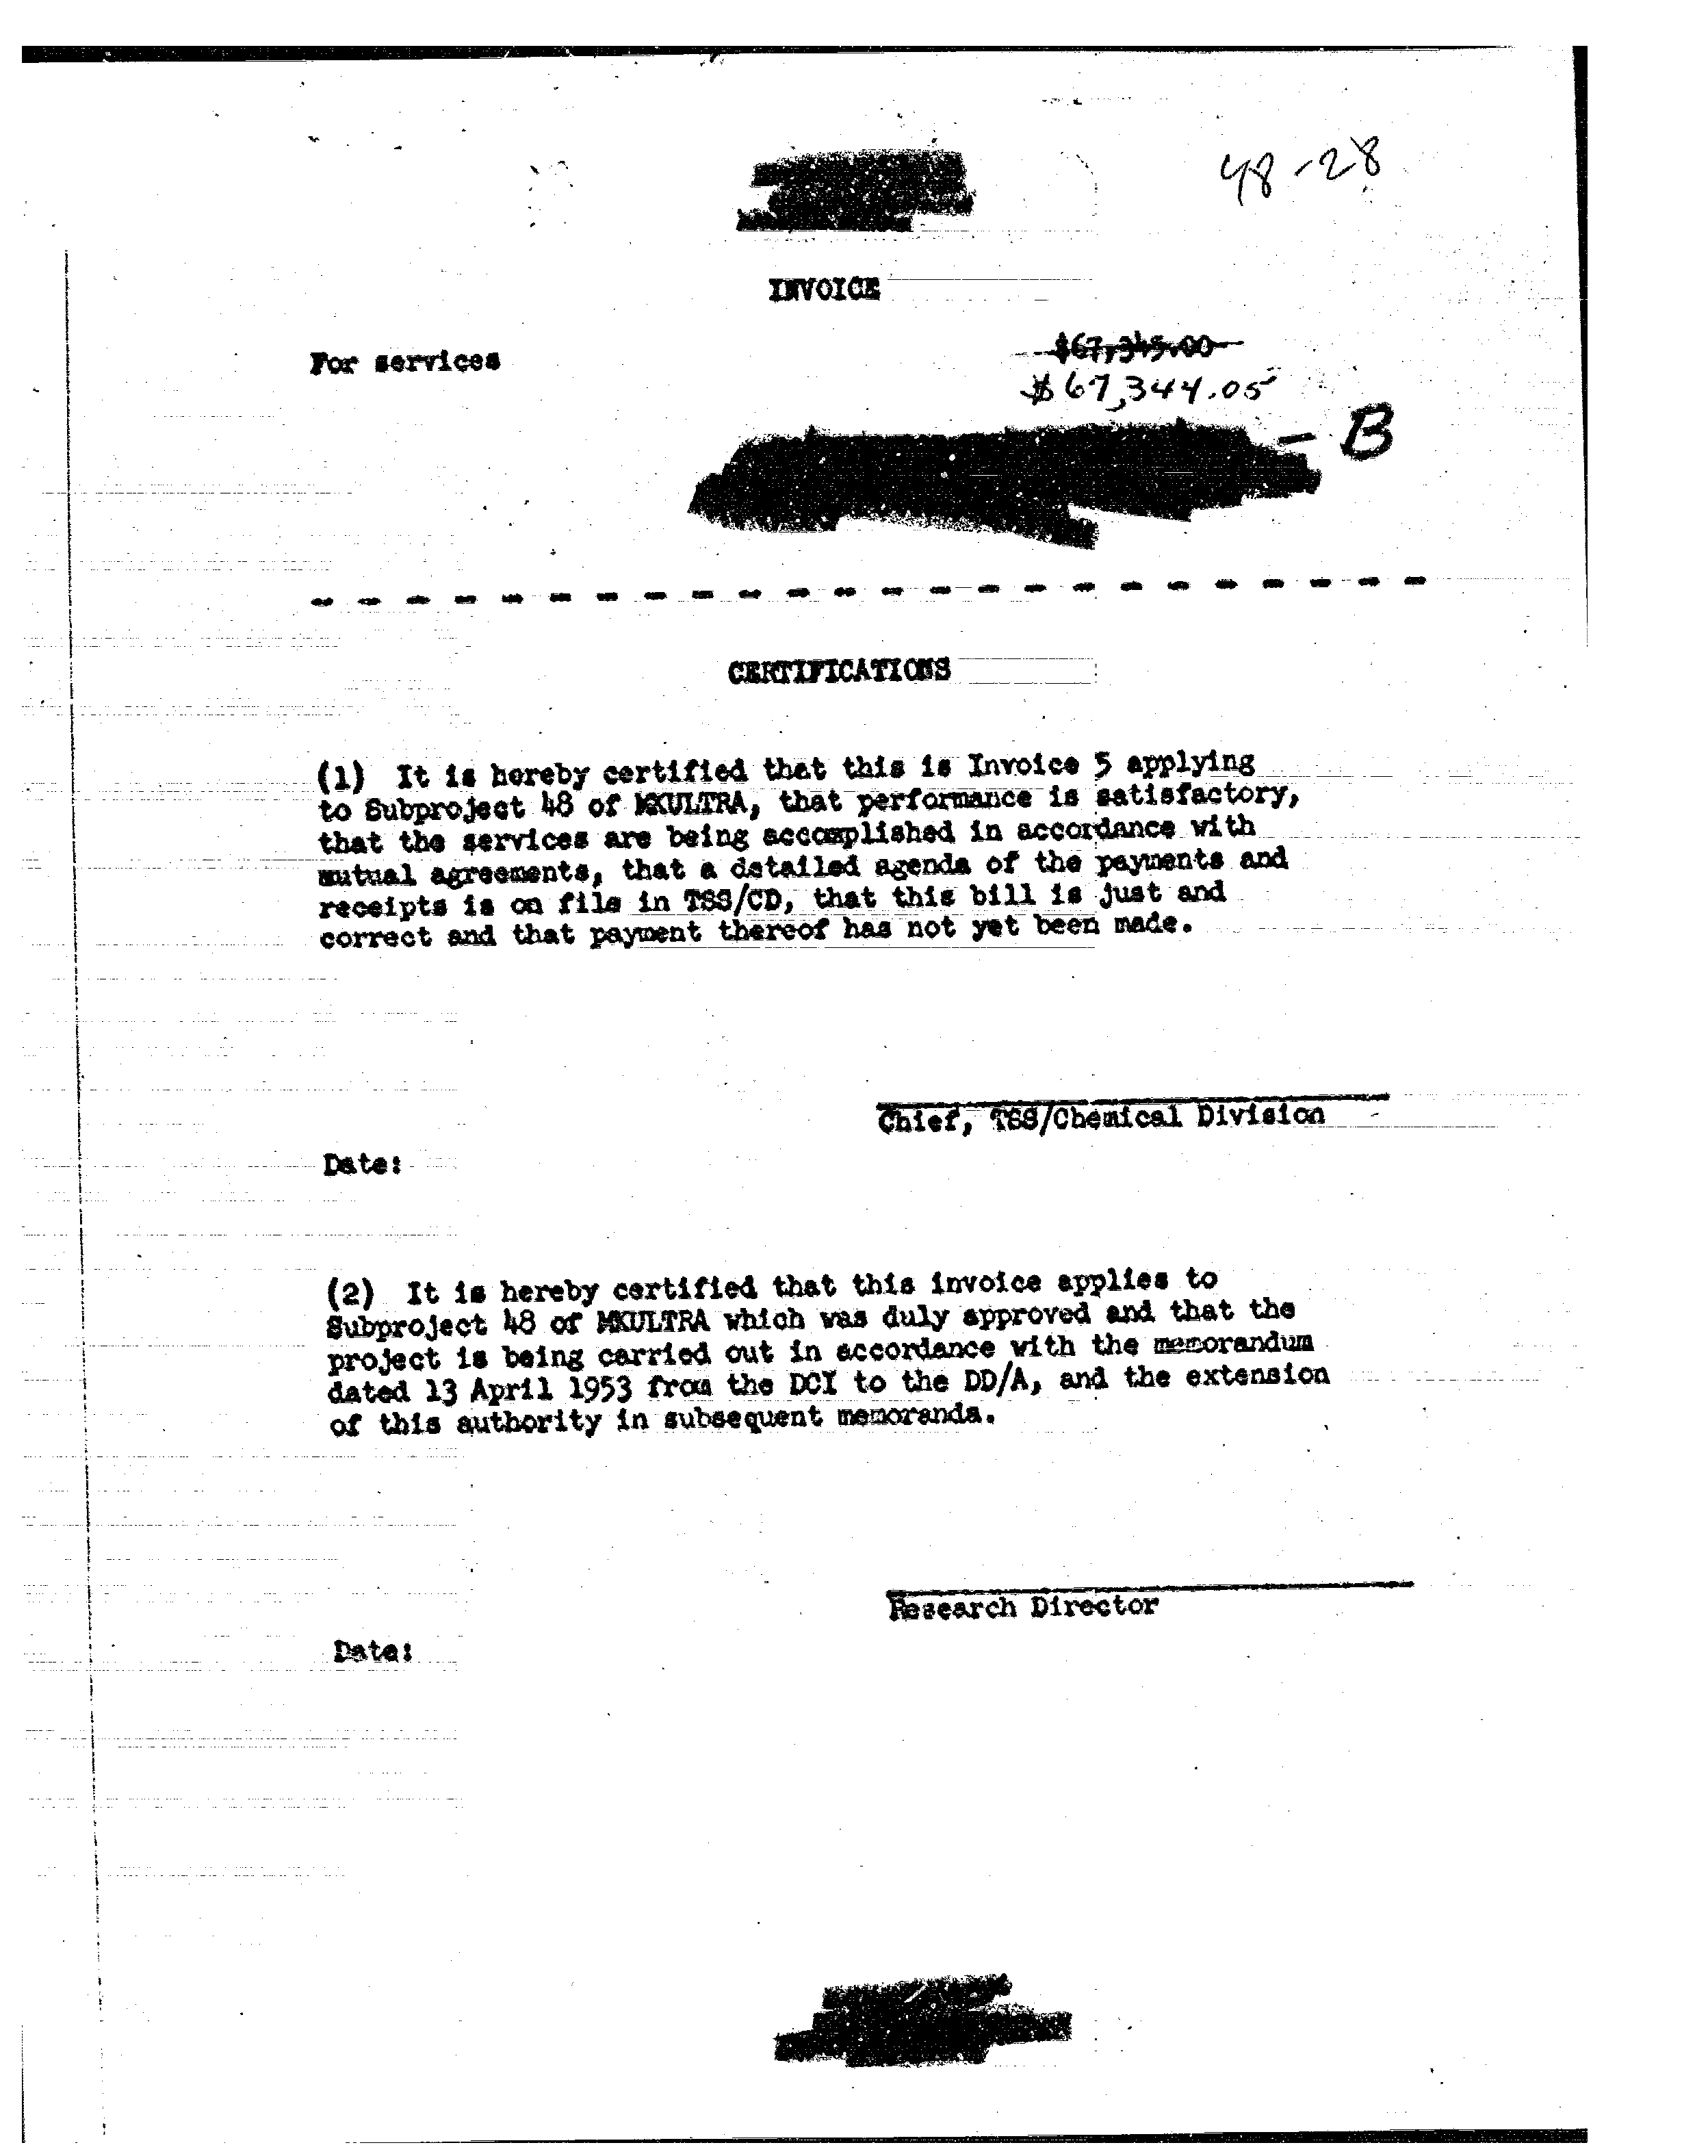 48-28
INVOICE
For services
$67,345.00
$67,344.05
- B
CERTIFICATIONS
(1) It is hereby certified that this is Invoice 5 applying
to Subproject 48 of MKULTRA, that performance is satisfactory,
that the services are being accomplished in accordance with
mutual agreements, that a detailed agenda of the payments and
receipts is on file in TSS/CD, that this bill is just and
correct and that payment thereof has not yet been made.
Chief, TSS/Chemical Division
Date:
(2) It is hereby certified that this invoice applies to
Subproject 48 of MKULTRA which was duly approved and that the
project is being carried out in accordance with the memorandum
dated 13 April 1953 from the DCI to the DD/A, and the extension
of this authority in subsequent memoranda.
Research Director
Date: